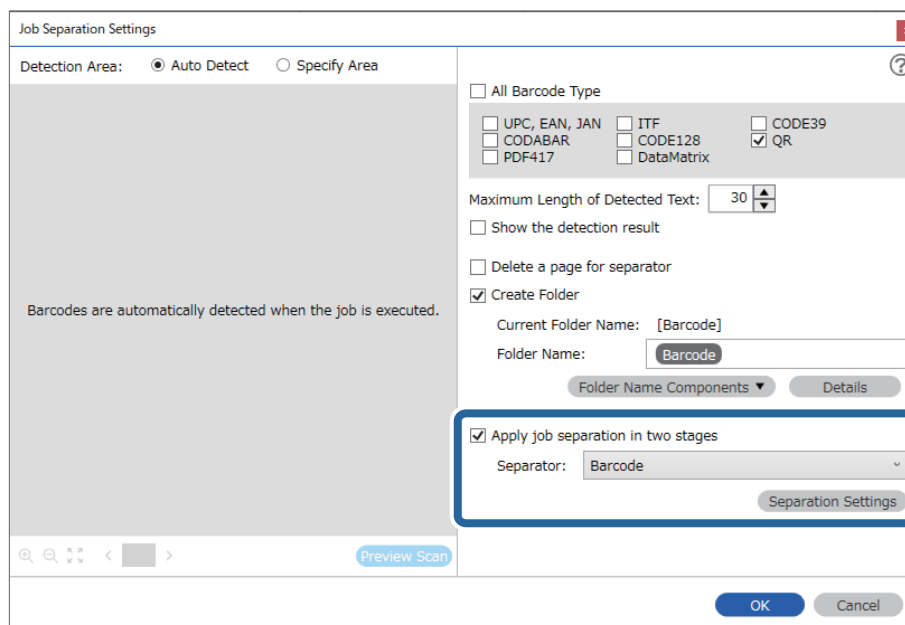 Job Separation Settings
Detection Area: Auto Detect Specify Area
?
All Barcode Type
UPC, EAN, JAN ITF CODE39
CODABAR CODE128 QR
PDF417 DataMatrix
Maximum Length of Detected Text: 30
Show the detection result
Delete a page for separator
Barcodes are automatically detected when the job is executed.
Create Folder
Current Folder Name: [Barcode]
Folder Name: Barcode
Folder Name Components Details
Apply job separation in two stages
Separator: Barcode
Separation Settings
Preview Scan
OK Cancel